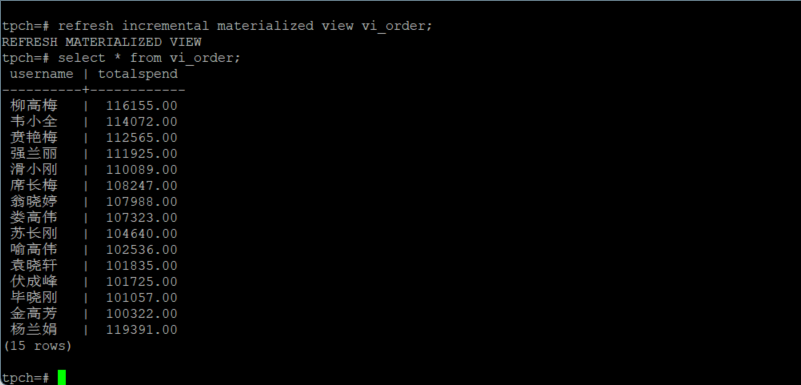 tpch=# refresh incremental materialized view vi_order;
REFRESH MATERIALIZED VIEW
tpch=# select * from vi_order;
 username | totalspend
----------+------------
 柳高梅   |  116155.00
 韦小全   |  114072.00
 贲艳梅   |  112565.00
 强兰丽   |  111925.00
 滑小刚   |  110089.00
 席长梅   |  108247.00
 翁晓婷   |  107988.00
 娄高伟   |  107323.00
 苏长刚   |  104640.00
 喻高伟   |  102536.00
 袁晓轩   |  101835.00
 伏成峰   |  101725.00
 毕晓刚   |  101057.00
 金高芳   |  100322.00
 杨兰娟   |  119391.00
(15 rows)
tpch=#